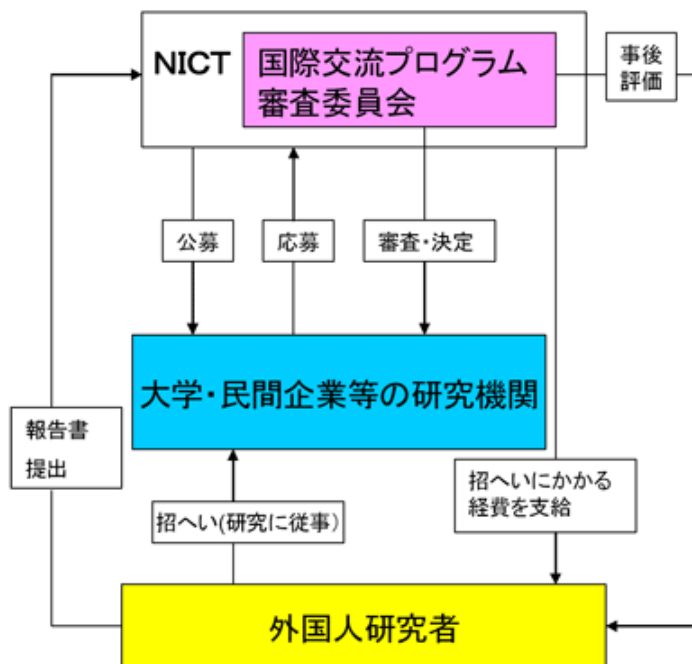 NICT
国際交流プログラム
審査委員会
事後
評価
公募
応募
審査・決定
大学・民間企業等の研究機関
報告書
提出
招へいにかかる
経費を支給
招へい(研究に従事)
外国人研究者